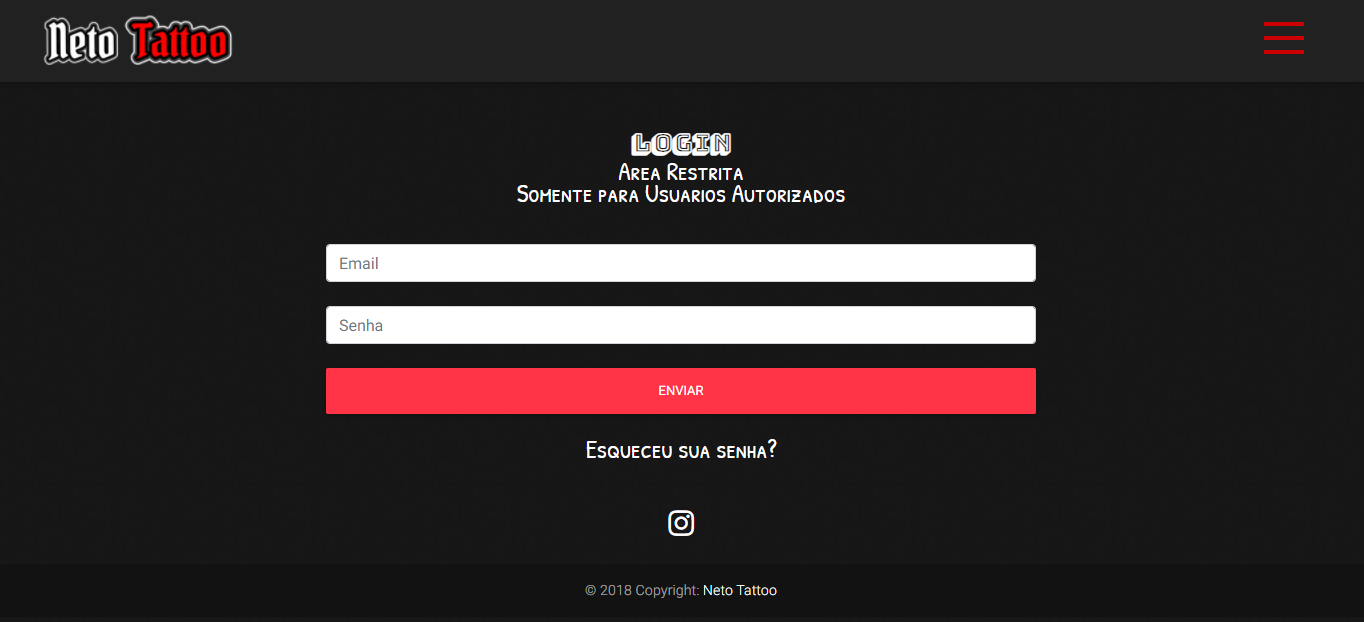 Neto Tattoo
LOGIN
Area Restrita
Somente para Usuarios Autorizados
Email
Senha
ENVIAR
Esqueceu sua senha?
© 2018 Copyright: Neto Tattoo